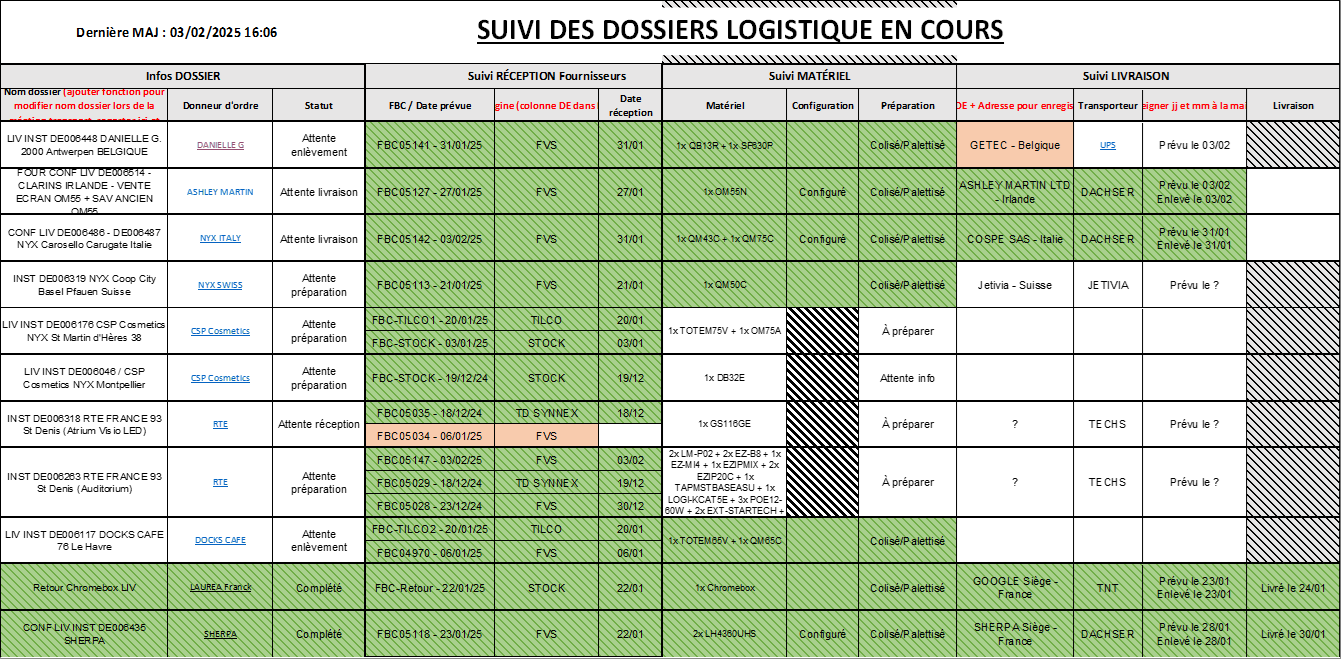 Dernière MAJ : 03/02/2025 16:06
SUIVI DES DOSSIERS LOGISTIQUE EN COURS
Infos DOSSIER
Suivi RÉCEPTION Fournisseurs
Suivi MATÉRIEL
Suivi LIVRAISON
Nom dossier (ajouter fonction pour
modifier nom dossier lors de la
Donneur d'ordre
Statut
FBC / Date prévue
gine (colonne DE dans
Date
réception
Matériel
Configuration
Préparation
DE + Adresse pour enregis
Transporteur
eigner jj et mm à la ma
Livraison
LIV INST DE006448 DANIELLE G.
2000 Antwerpen BELGIQUE
DANIELLE G
Attente
enlèvement
FBC05141 - 31/01/25
FVS
31/01
1x QB13R + 1x SF630P
Colisé/Palettisé
GETEC - Belgique
UPS
Prévu le 03/02
FOUR CONF LIV DE006514 -
CLARINS IRLANDE - VENTE
ECRAN OM55 + SAV ANCIEN
OM55
ASHLEY MARTIN
Attente livraison
FBC05127 - 27/01/25
FVS
27/01
1x OM55N
Configuré
Colisé/Palettisé
ASHLEY MARTIN LTD
- Irlande
DACHSER
Prévu le 03/02
Enlevé le 03/02
CONF LIV DE006486 - DE006487
NYX Carosello Carugate Italie
NYX ITALY
Attente livraison
FBC05142 - 03/02/25
FVS
31/01
1x QM43C + 1x QM75C
Configuré
Colisé/Palettisé
COSPE SAS - Italie
DACHSER
Prévu le 31/01
Enlevé le 31/01
INST DE006319 NYX Coop City
Basel Pfauen Suisse
NYX SWISS
Attente
préparation
FBC05113 - 21/01/25
FVS
21/01
1x QM50C
Colisé/Palettisé
Jetivia - Suisse
JETIVIA
Prévu le ?
LIV INST DE006176 CSP Cosmetics
NYX St Martin d'Hères 38
CSP Cosmetics
Attente
préparation
FBC-TILCO1 - 20/01/25
TILCO
20/01
FBC-STOCK - 03/01/25
STOCK
03/01
1x TOTEM75V + 1x OM75A
À préparer
LIV INST DE006046 / CSP
Cosmetics NYX Montpellier
CSP Cosmetics
Attente
préparation
FBC-STOCK - 19/12/24
STOCK
19/12
1x DB32E
Attente info
INST DE006318 RTE FRANCE 93
St Denis (Atrium Visio LED)
RTE
Attente réception
FBC05035 - 18/12/24
TD SYNNEX
18/12
FBC05034 - 06/01/25
FVS
1x GS116GE
À préparer
?
TECHS
Prévu le ?
INST DE006263 RTE FRANCE 93
St Denis (Auditorium)
RTE
Attente
préparation
FBC05147 - 03/02/25
FVS
03/02
FBC05029 - 18/12/24
TD SYNNEX
19/12
FBC05028 - 23/12/24
FVS
30/12
2x LM-P02 + 2x EZ-B8 + 1x
EZ-MI4 + 1x EZIPMIX + 2x
EZIP20C + 1x
TAPMSTBASEASU + 1x
LOGI-KCAT5E + 3x POE12-
60W + 2x EXT-STARTECH +
À préparer
?
TECHS
Prévu le ?
LIV INST DE006117 DOCKS CAFE
76 Le Havre
DOCKS CAFE
Attente
enlèvement
FBC-TILCO2 - 20/01/25
TILCO
20/01
FBC04970 - 06/01/25
FVS
06/01
1x TOTEM65V + 1x QM65C
Colisé/Palettisé
Retour Chromebox LIV
LAUREA Franck
Complété
FBC-Retour - 22/01/25
STOCK
22/01
1x Chromebox
Colisé/Palettisé
GOOGLE Siège -
France
TNT
Prévu le 23/01
Enlevé le 23/01
Livré le 24/01
CONF LIV INST DE006435
SHERPA
SHERPA
Complété
FBC05118 - 23/01/25
FVS
22/01
2x LH4360UHS
Configuré
Colisé/Palettisé
SHERPA Siège -
France
DACHSER
Prévu le 28/01
Enlevé le 28/01
Livré le 30/01